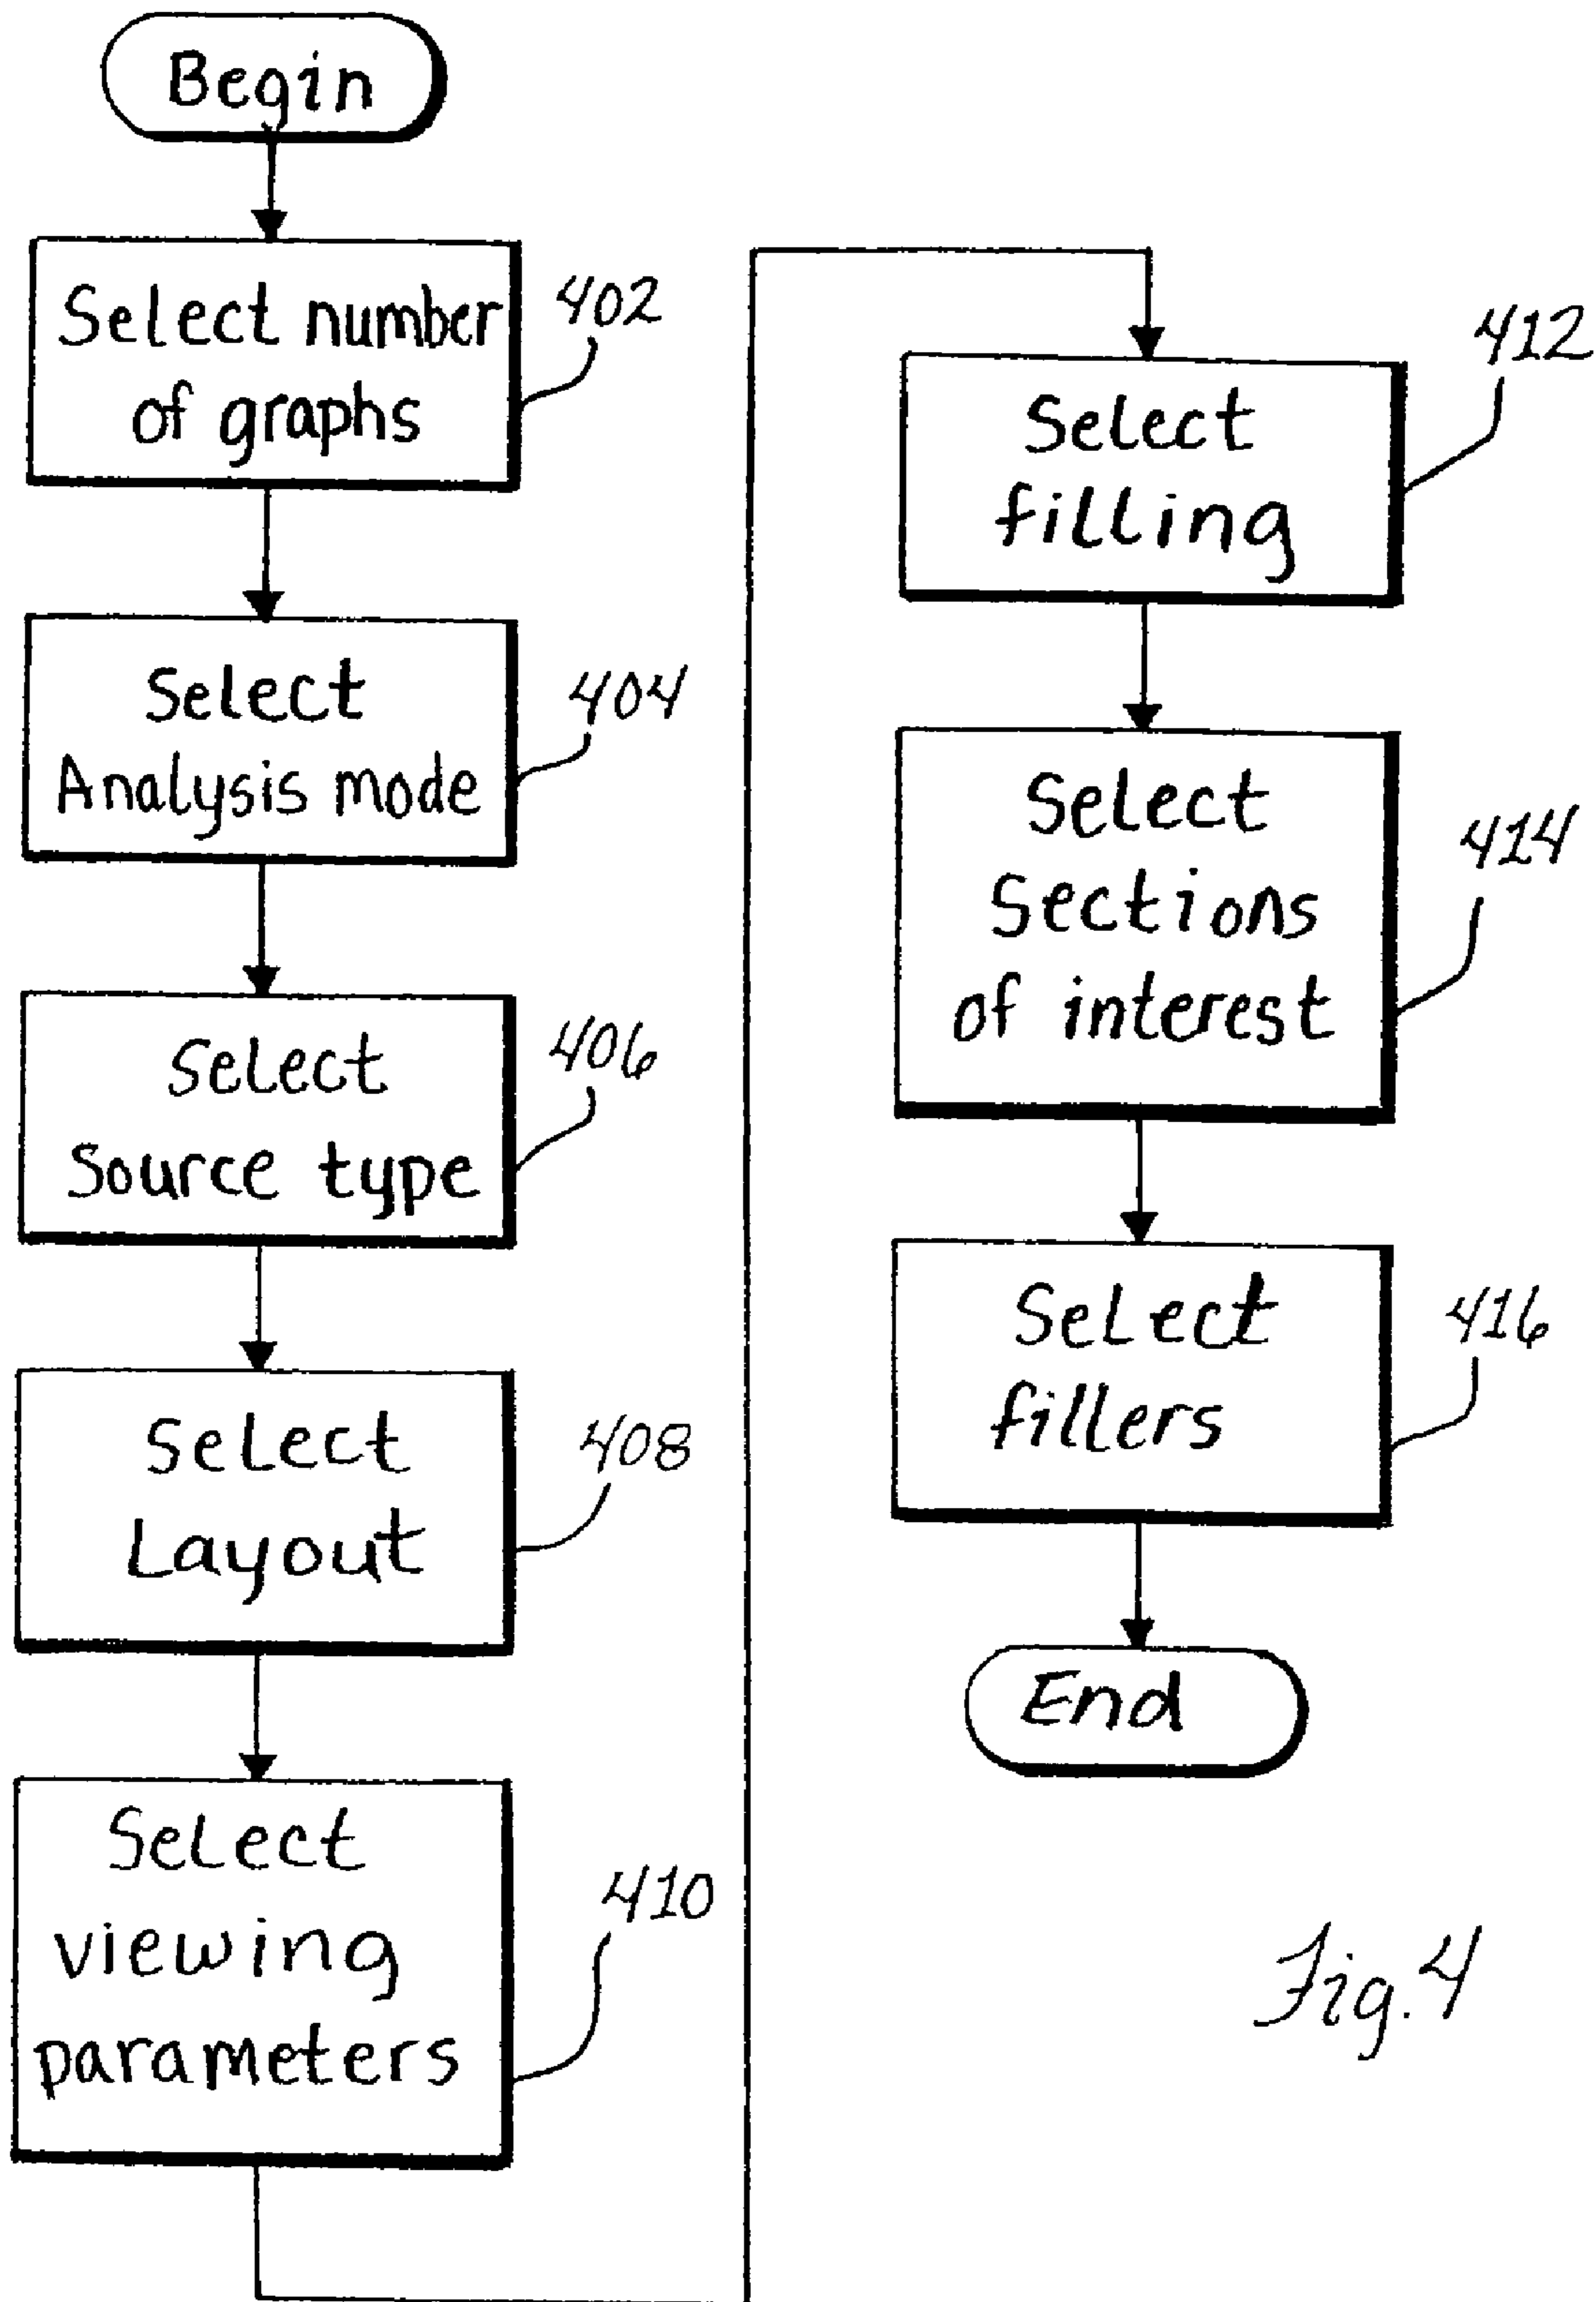 Begin
Select number
of graphs
402
Select
Analysis mode
404
Select
Source type
406
Select
Layout
408
Select
viewing
parameters
410
Select
filling
412
Select
Sections
of interest
414
Select
fillers
416
End
Fig. 4